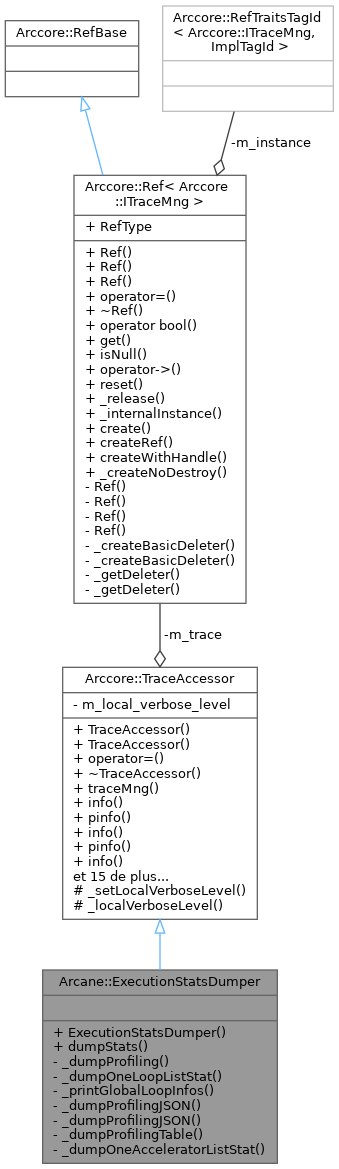 Arccore::RefBase
Arccore::RefTraitsTagId
< Arccore::ITraceMng,
ImplTagId >
-m_instance
Arccore::Ref< Arccore
::ITraceMng >
+ RefType
+ Ref()
+ Ref()
+ Ref()
+ operator=()
+ ~Ref()
+ operator bool()
+ get()
+ isNull()
+ operator->()
+ reset()
+ _release()
+ _internalInstance()
+ create()
+ createRef()
+ createWithHandle()
+ _createNoDestroy()
- Ref()
- Ref()
- Ref()
- Ref()
- _createBasicDeleter()
- _createBasicDeleter()
- _getDeleter()
- _getDeleter()
-m_trace
Arccore::TraceAccessor
- m_local_verbose_level
+ TraceAccessor()
+ TraceAccessor()
+ operator=()
+ ~TraceAccessor()
+ traceMng()
+ info()
+ pinfo()
+ info()
+ pinfo()
+ info()
et 15 de plus...
# _setLocalVerboseLevel()
# _localVerboseLevel()
Arcane::ExecutionStatsDumper
+ ExecutionStatsDumper()
+ dumpStats()
- _dumpProfiling()
- _dumpOneLoopListStat()
- _printGlobalLoopInfos()
- _dumpProfilingJSON()
- _dumpProfilingJSON()
- _dumpProfilingTable()
- _dumpOneAcceleratorListStat()